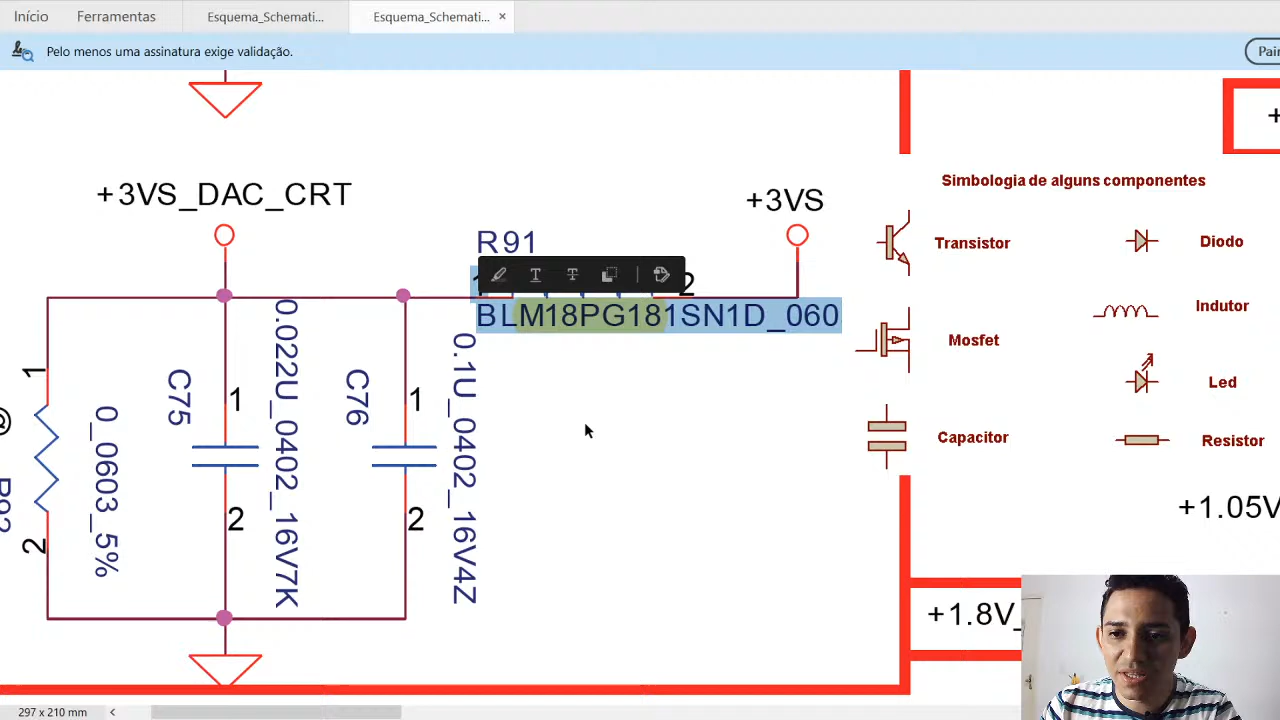 Início
Ferramentas
Esquema_Schemati...
Esquema_Schemati...
Pelo menos uma assinatura exige validação.
+3VS_DAC_CRT
+3VS
R91
2
BLM18PG181SN1D_060
1
0_0603_5%
2
C75
1
0.022U_0402_16V7K
2
C76
1
0.1U_0402_16V4Z
2
Simbologia de alguns componentes
Transistor
Diodo
Indutor
Mosfet
Led
Capacitor
Resistor
+1.05V
+1.8V_
297 x 210 mm